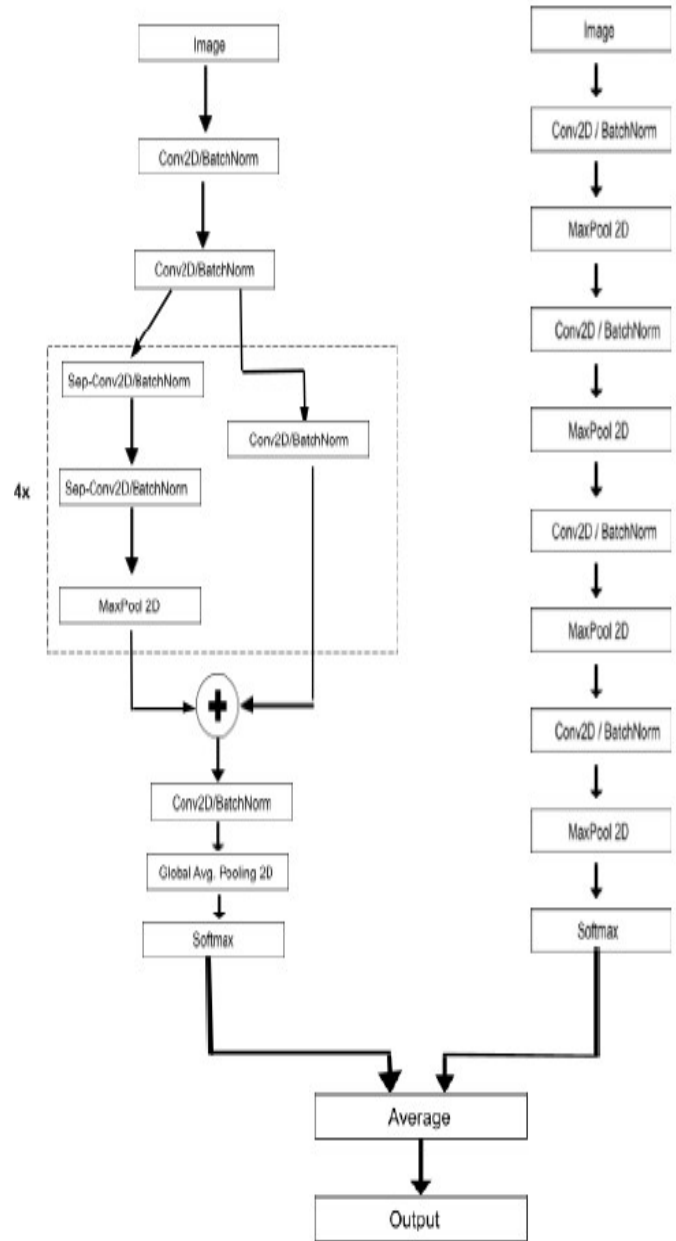 Image
Conv2D/BatchNorm
Conv2D/BatchNorm
4x
Sep-Conv2D/BatchNorm
Sep-Conv2D/BatchNorm
MaxPool 2D
Conv2D/BatchNorm
+
Conv2D/BatchNorm
Global Avg. Pooling 2D
Softmax
Image
Conv2D / BatchNorm
MaxPool 2D
Conv2D / BatchNorm
MaxPool 2D
Conv2D / BatchNorm
MaxPool 2D
Conv2D / BatchNorm
MaxPool 2D
Softmax
Average
Output